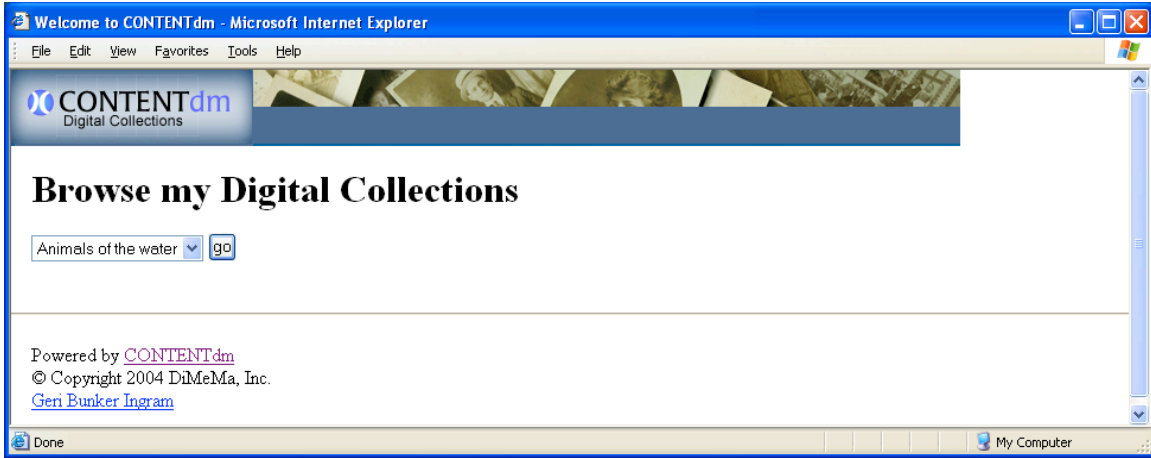 Welcome to CONTENTdm - Microsoft Internet Explorer
File Edit View Favorites Tools Help
CONTENTdm
Digital Collections
Browse my Digital Collections
Animals of the water go
Powered by CONTENTdm
© Copyright 2004 DiMeMa, Inc.
Geri Bunker Ingram
Done My Computer